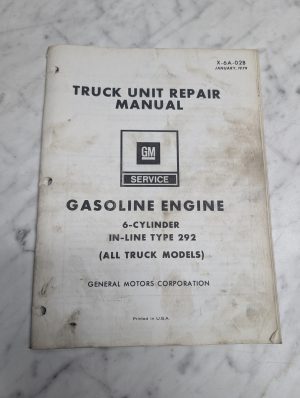 X-6A-02B
JANUARY, 1979
TRUCK UNIT REPAIR
MANUAL
GM
SERVICE
GASOLINE ENGINE
6-CYLINDER
IN-LINE TYPE 292
(ALL TRUCK MODELS)
GENERAL MOTORS CORPORATION
Printed in U.S.A.